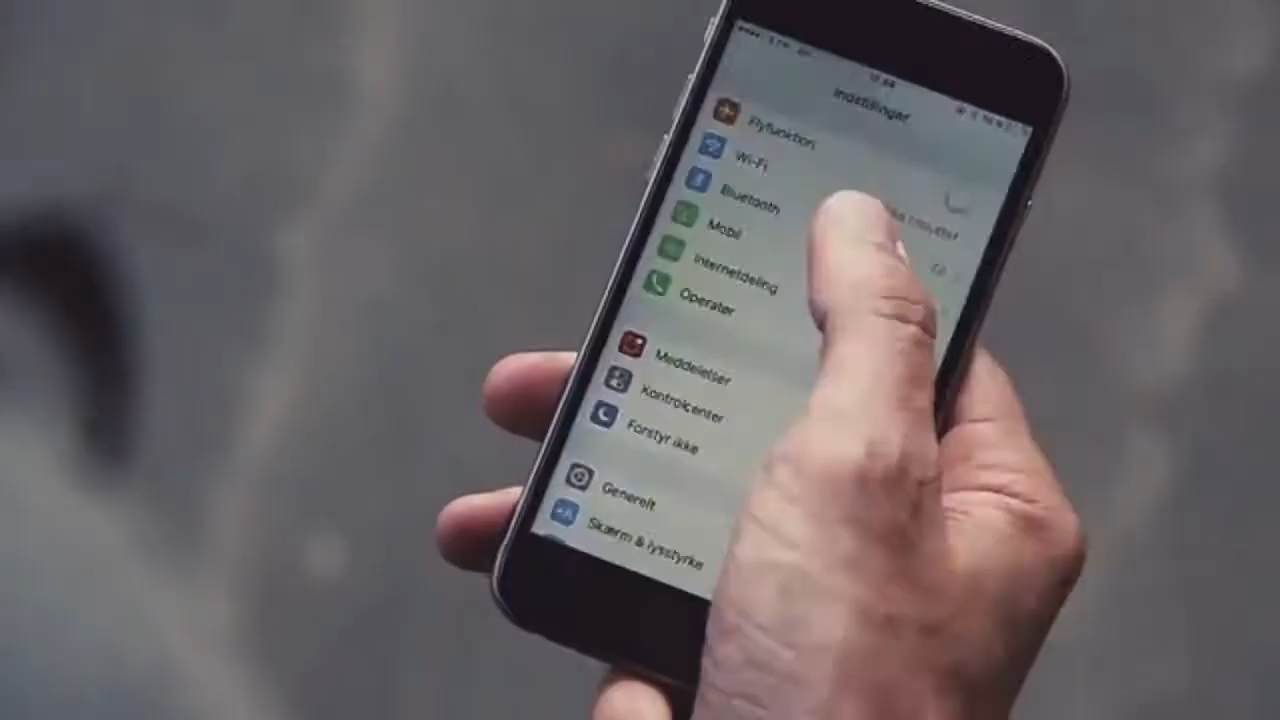 Indstillinger
Flyfunktion
Wi-Fi
Bluetooth
Mobil
Internetdeling
Operatør
Meddelelser
Kontrolcenter
Forstyr ikke
Generelt
Skærm & lysstyrke